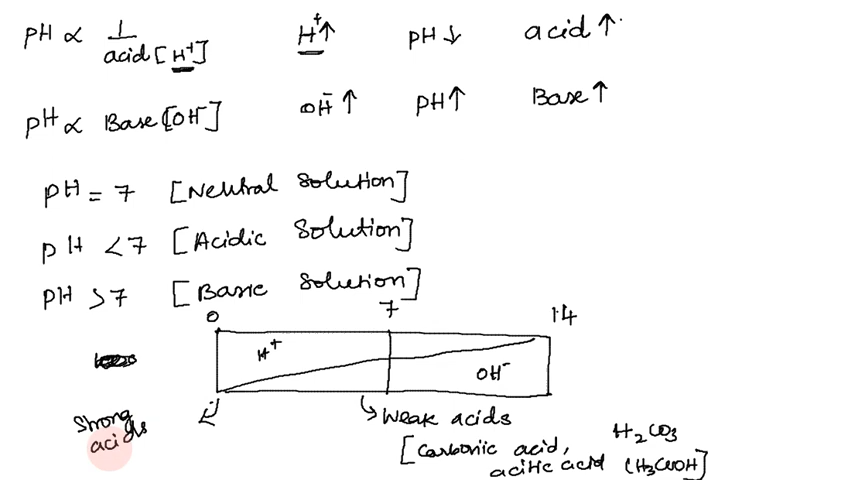 pH ∝ 1/acid [H⁺] H⁺↑ pH↓ acid↑
pH ∝ Base [OH⁻] OH⁻↑ pH↑ Base↑
pH = 7 [Neutral Solution]
pH < 7 [Acidic Solution]
pH > 7 [Basic Solution]
0 7 14
H⁺ OH⁻
Strong acids
Weak acids
[Carbonic acid, H₂CO₃
acitic acid CH₃COOH]